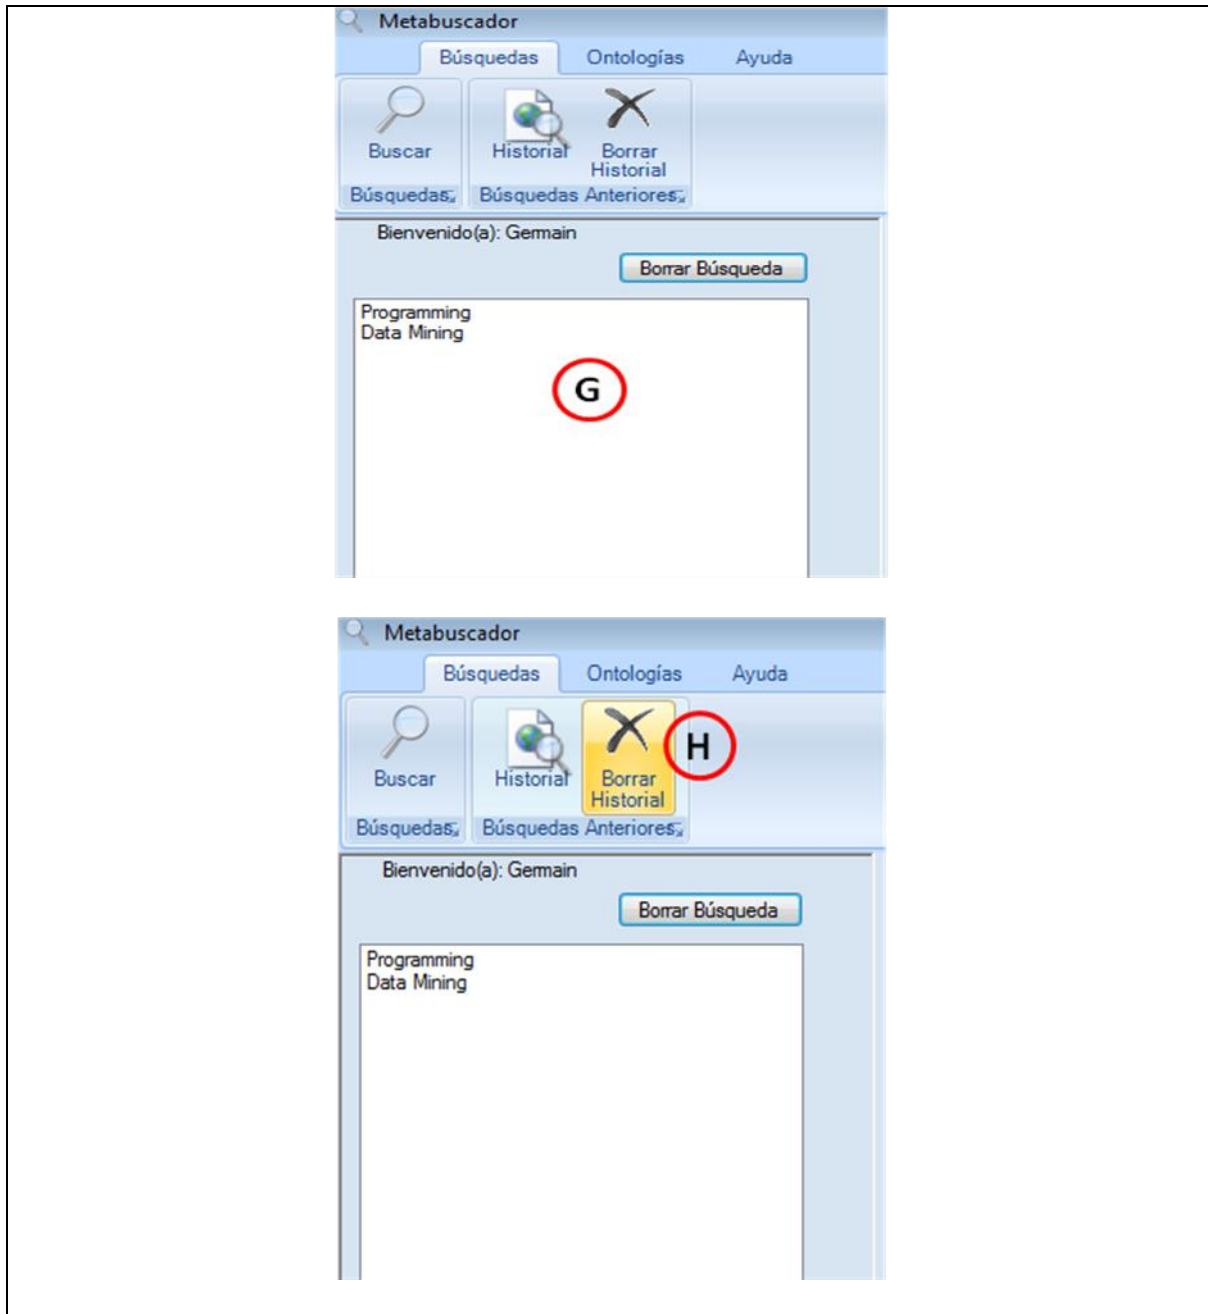 Metabuscador
Búsquedas Ontologías Ayuda
Buscar Historial Borrar Historial
Búsquedas Búsquedas Anteriores
Bienvenido(a): Germain
Borrar Búsqueda
Programming
Data Mining
G
Metabuscador
Búsquedas Ontologías Ayuda
Buscar Historial Borrar Historial
H
Búsquedas Búsquedas Anteriores
Bienvenido(a): Germain
Borrar Búsqueda
Programming
Data Mining